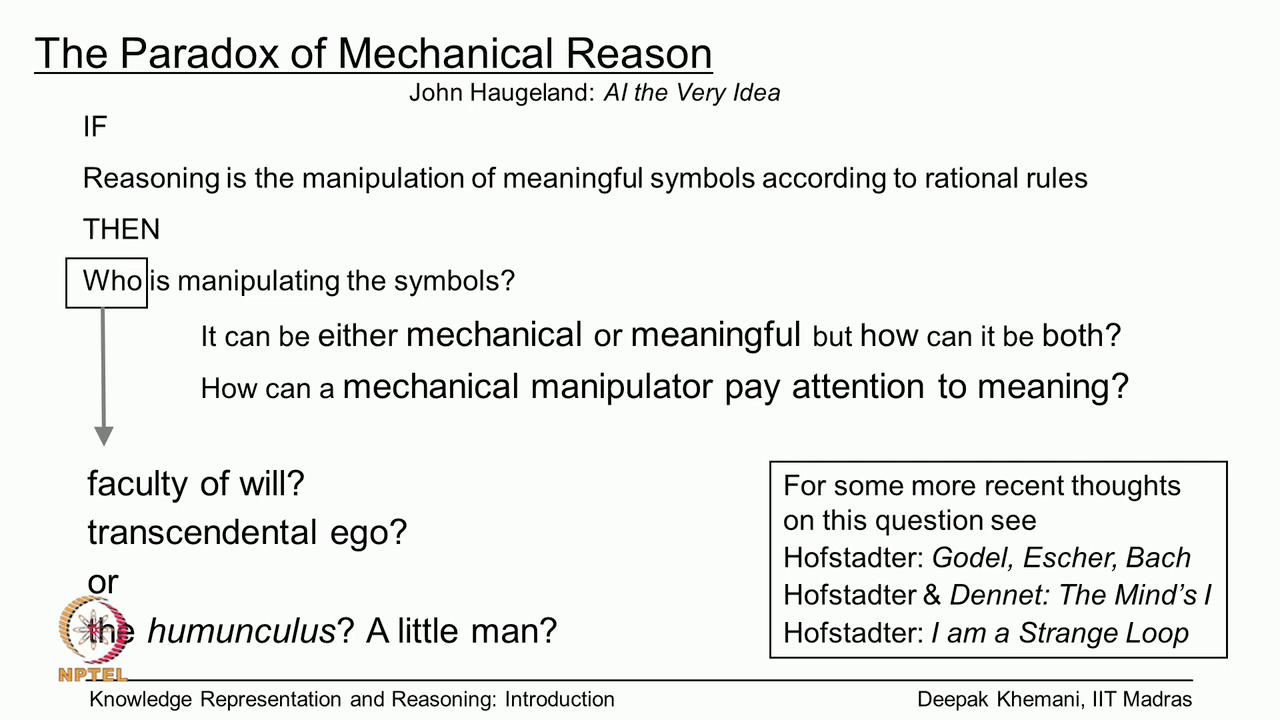 The Paradox of Mechanical Reason
John Haugeland: AI the Very Idea
IF
Reasoning is the manipulation of meaningful symbols according to rational rules
THEN
Who is manipulating the symbols?
It can be either mechanical or meaningful but how can it be both?
How can a mechanical manipulator pay attention to meaning?
faculty of will?
transcendental ego?
or
the humunculus? A little man?
For some more recent thoughts
on this question see
Hofstadter: Godel, Escher, Bach
Hofstadter & Dennet: The Mind's I
Hofstadter: I am a Strange Loop
NPTEL
Knowledge Representation and Reasoning: Introduction
Deepak Khemani, IIT Madras